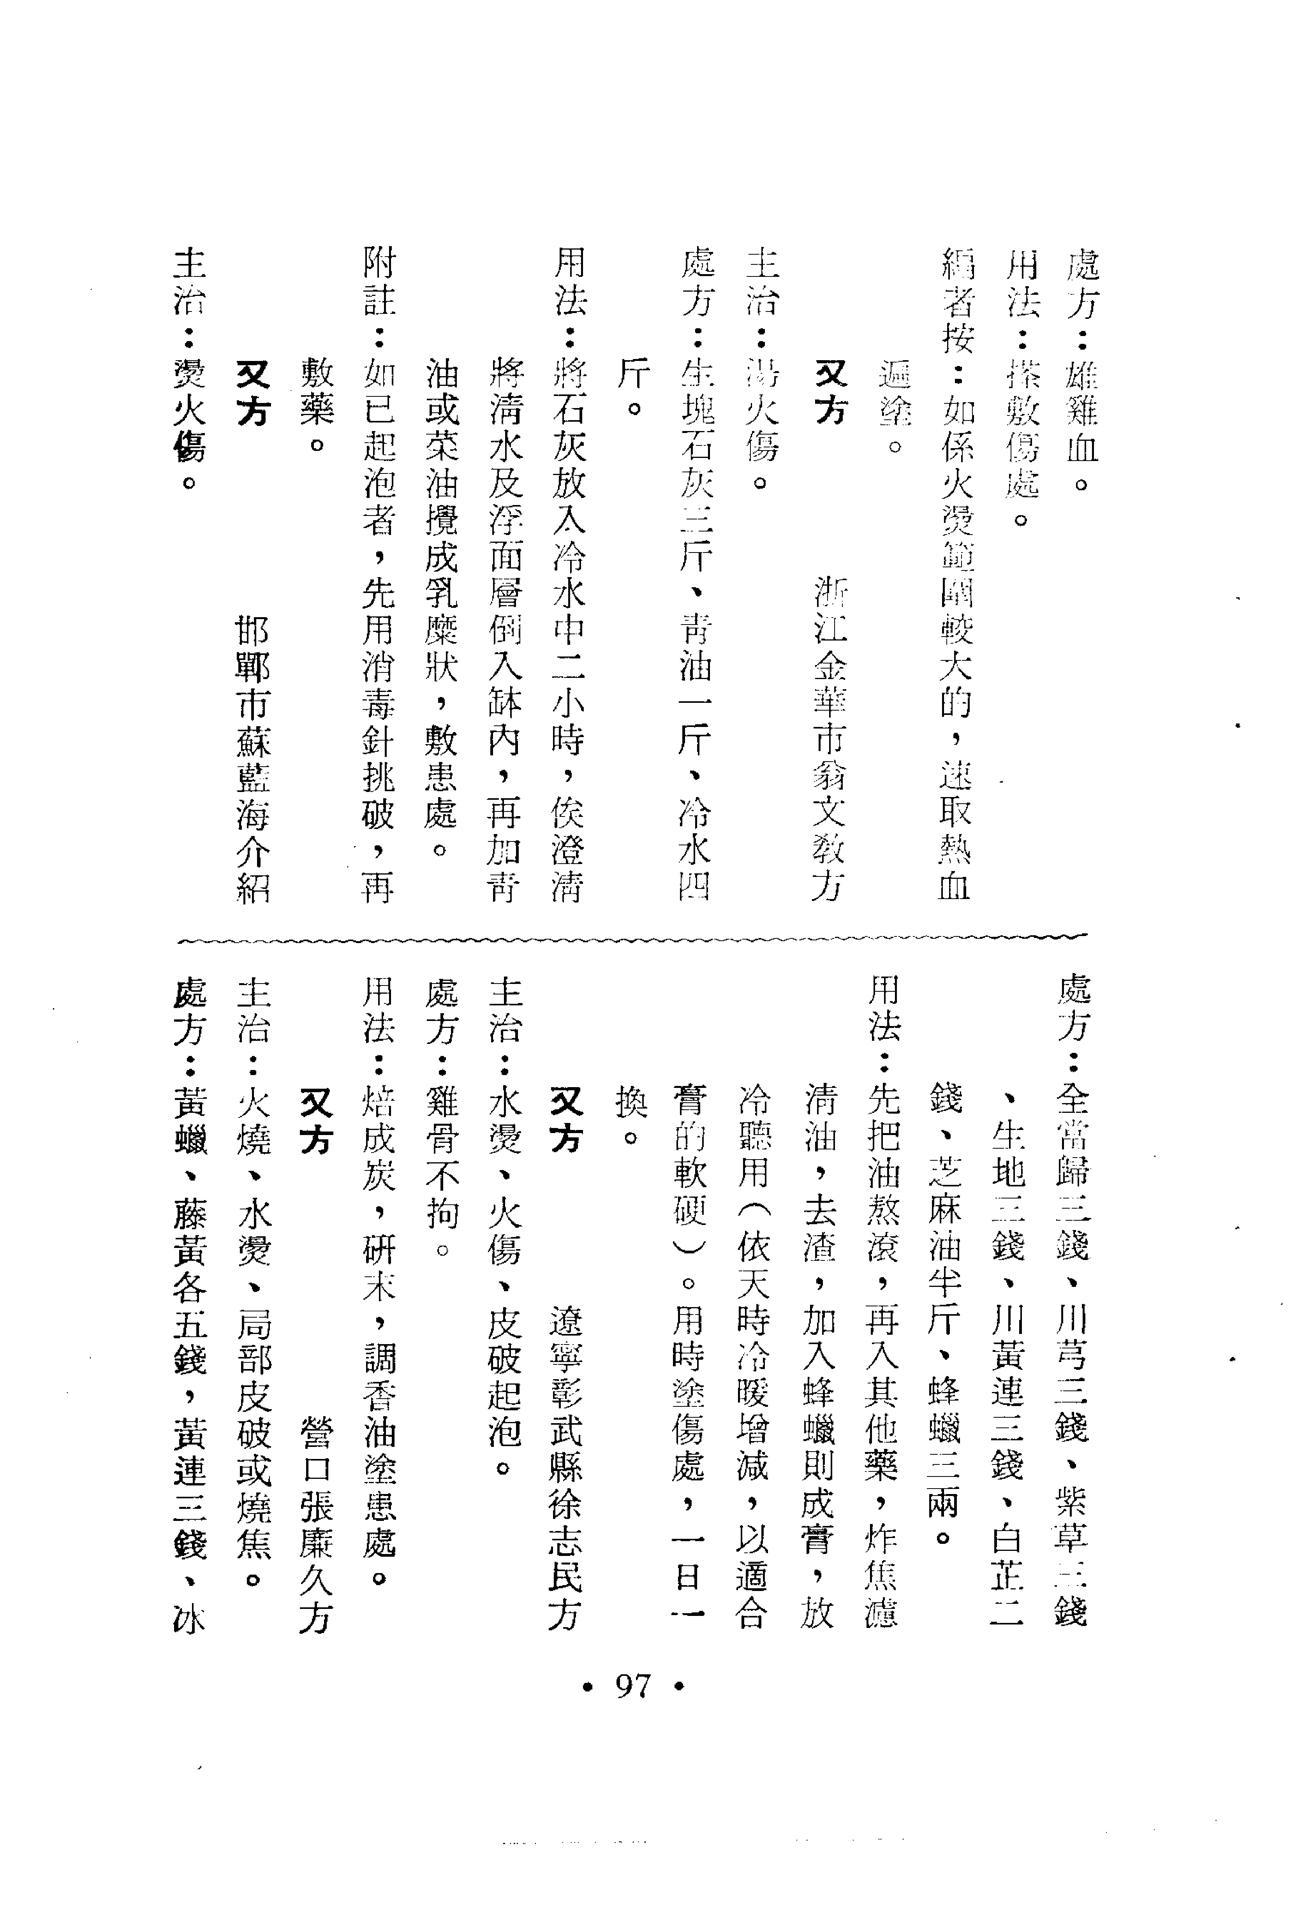 處方：雄雞血。
用法：搽敷傷處。
編者按：如係火燙範圍較大的，速取熱血
遍塗。
又方　浙江金華市翁文教方
主治：湯火傷。
處方：生塊石灰三斤、靑油一斤、冷水四
斤。
用法：將石灰放入冷水中二小時，俟澄淸
將淸水及浮面層倒入缽內，再加靑
油或菜油攪成乳糜狀，敷患處。
附註：如已起泡者，先用消毒針挑破，再
敷藥。
又方　邯鄲市蘇藍海介紹
主治：燙火傷。
處方：全當歸三錢、川芎三錢、紫草三錢
、生地三錢、川黃連三錢、白芷二
錢、芝麻油半斤、蜂蠟三兩。
用法：先把油熬滾，再入其他藥，炸焦濾
淸油，去渣，加入蜂蠟則成膏，放
冷聽用（依天時冷暖增減，以適合
膏的軟硬）。用時塗傷處，一日一
換。
又方　遼寧彰武縣徐志民方
主治：水燙、火傷、皮破起泡。
處方：雞骨不拘。
用法：焙成炭，研末，調香油塗患處。
又方　營口張廉久方
主治：火燒、水燙、局部皮破或燒焦。
處方：黃蠟、藤黃各五錢，黃連三錢、冰
• 97 •